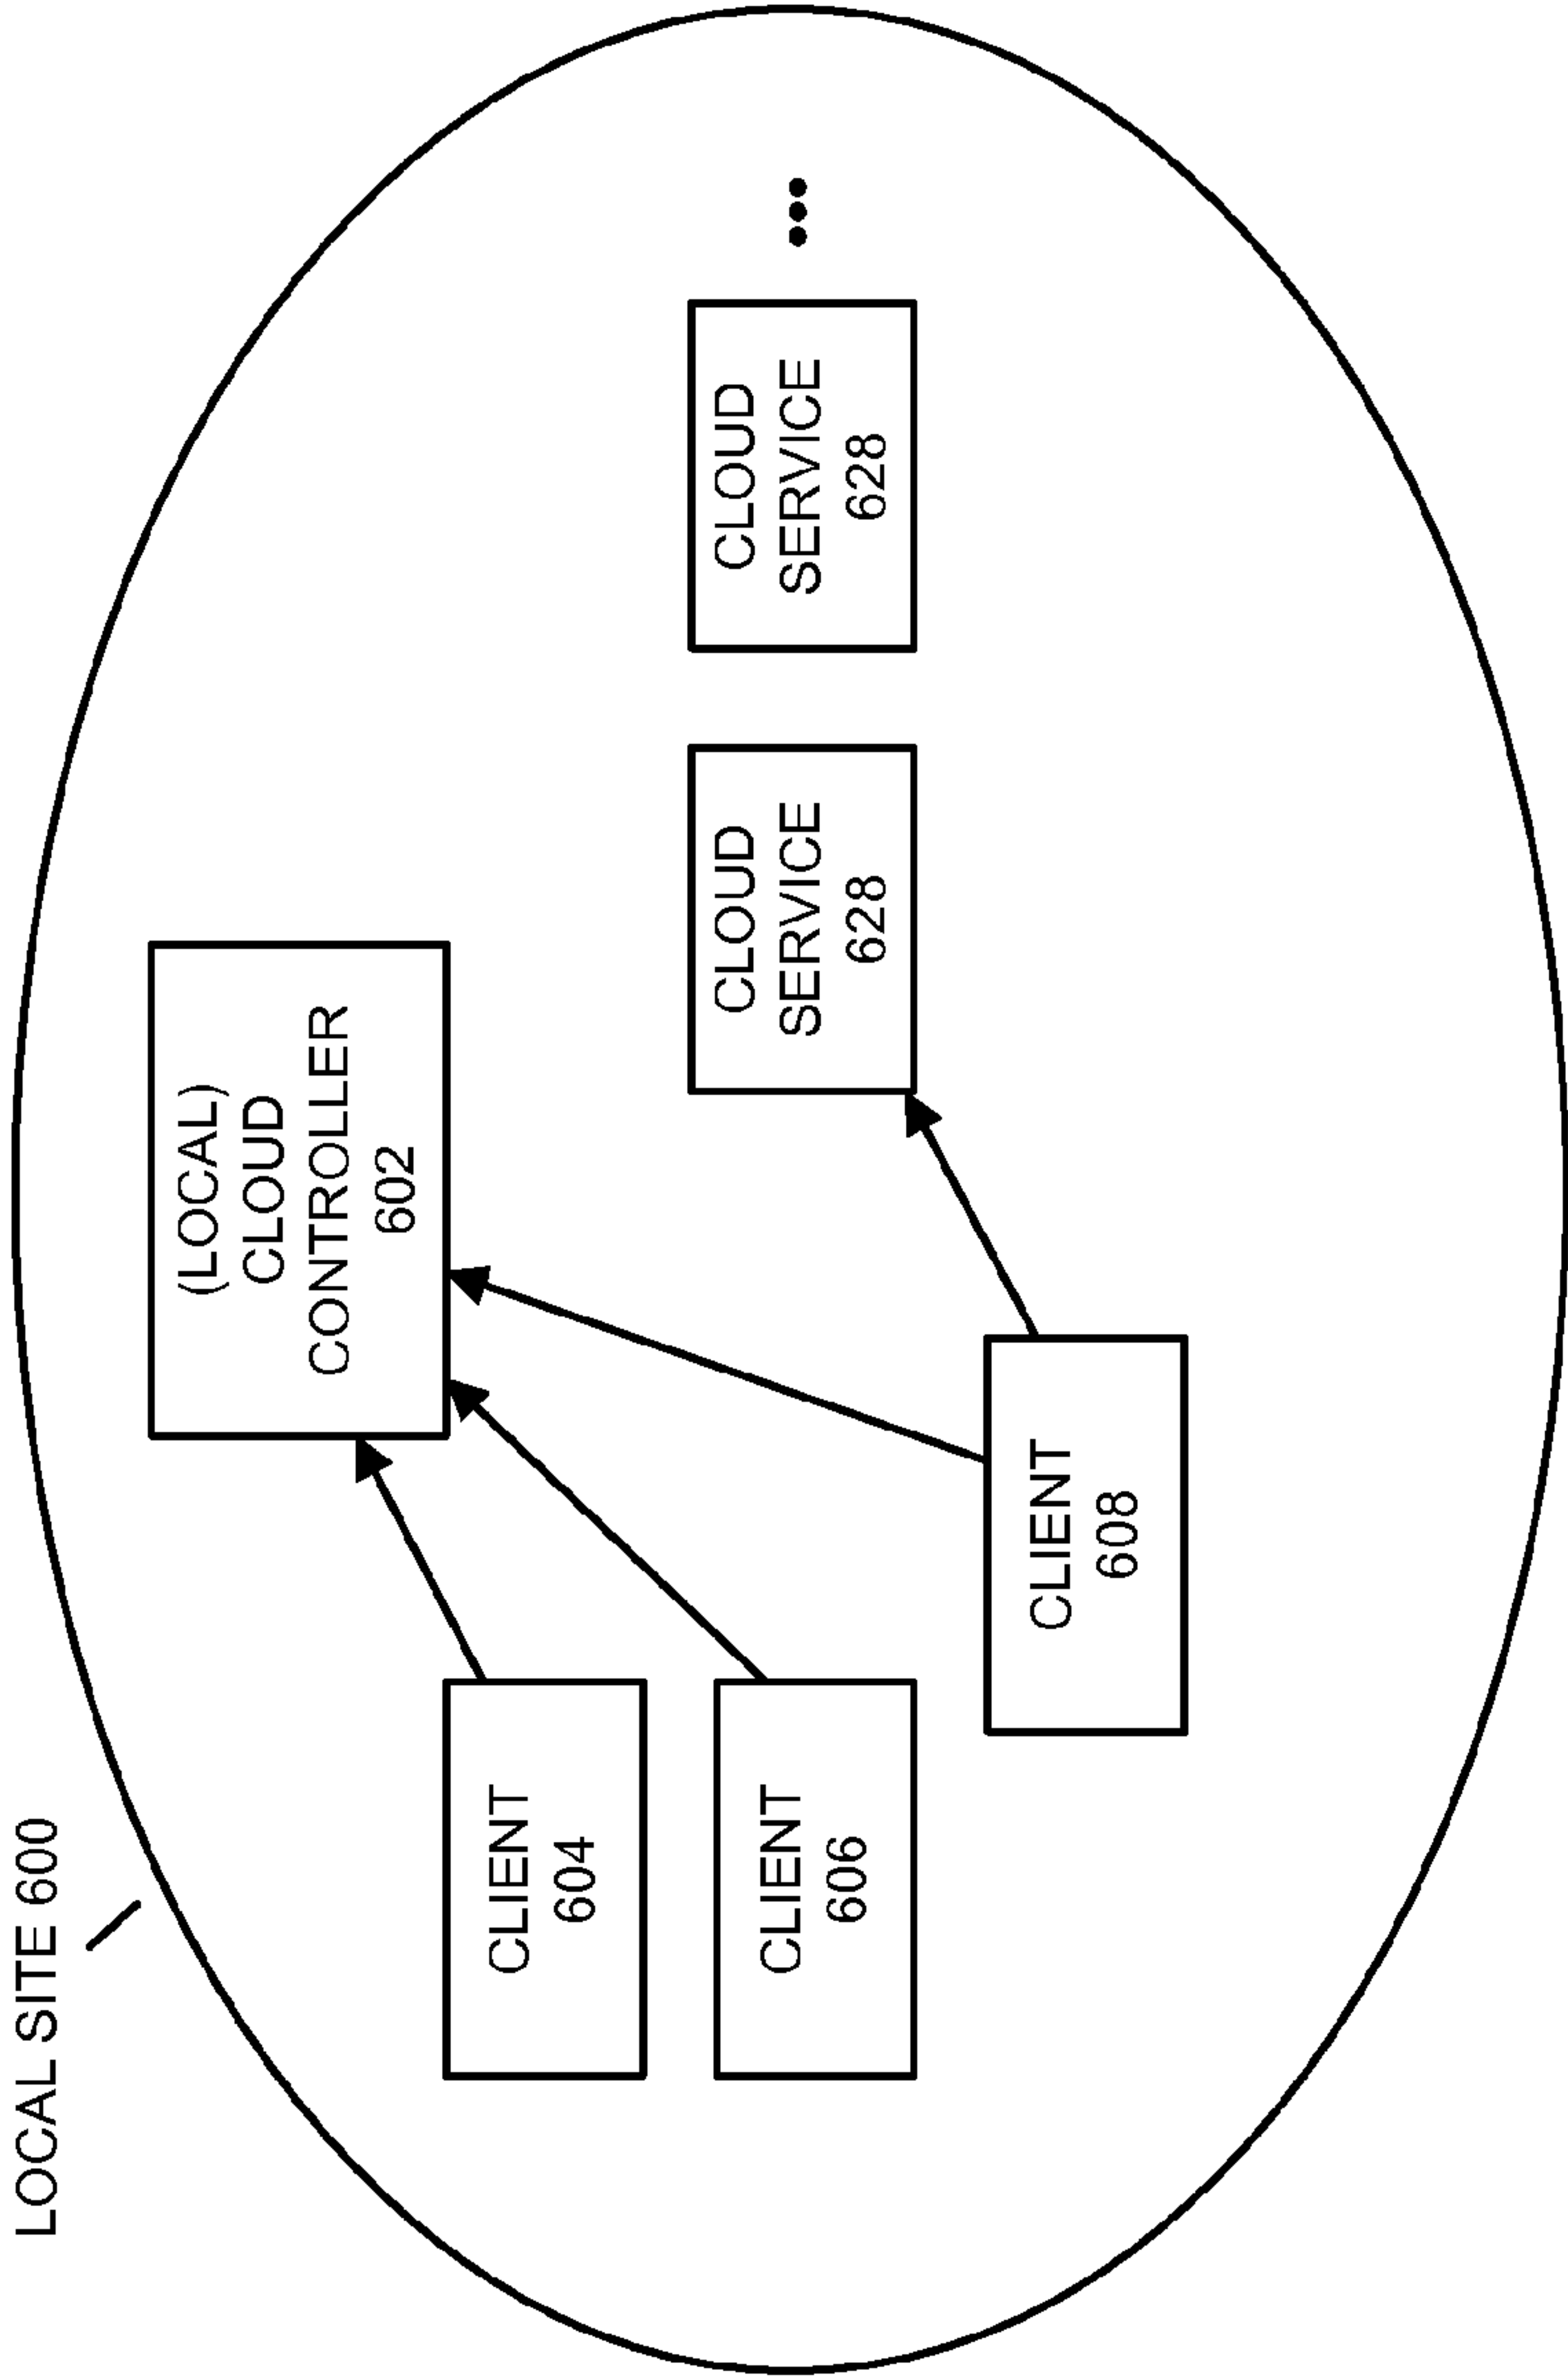 LOCAL SITE 600
(LOCAL)
CLOUD
CONTROLLER
602
CLIENT
604
CLIENT
606
CLOUD
SERVICE
628
CLOUD
SERVICE
628
CLIENT
608